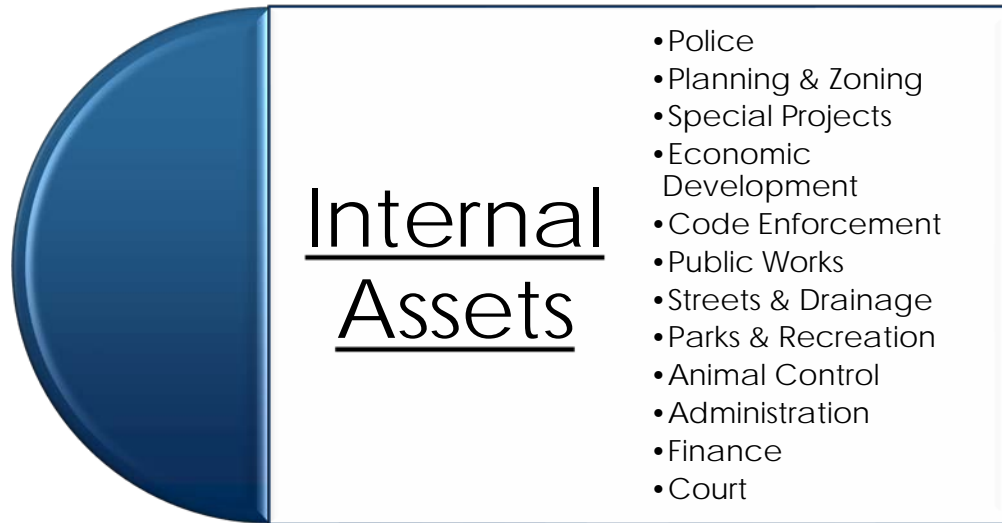 Internal
Assets
•Police
•Planning & Zoning
•Special Projects
•Economic
Development
•Code Enforcement
•Public Works
•Streets & Drainage
•Parks & Recreation
•Animal Control
•Administration
•Finance
•Court